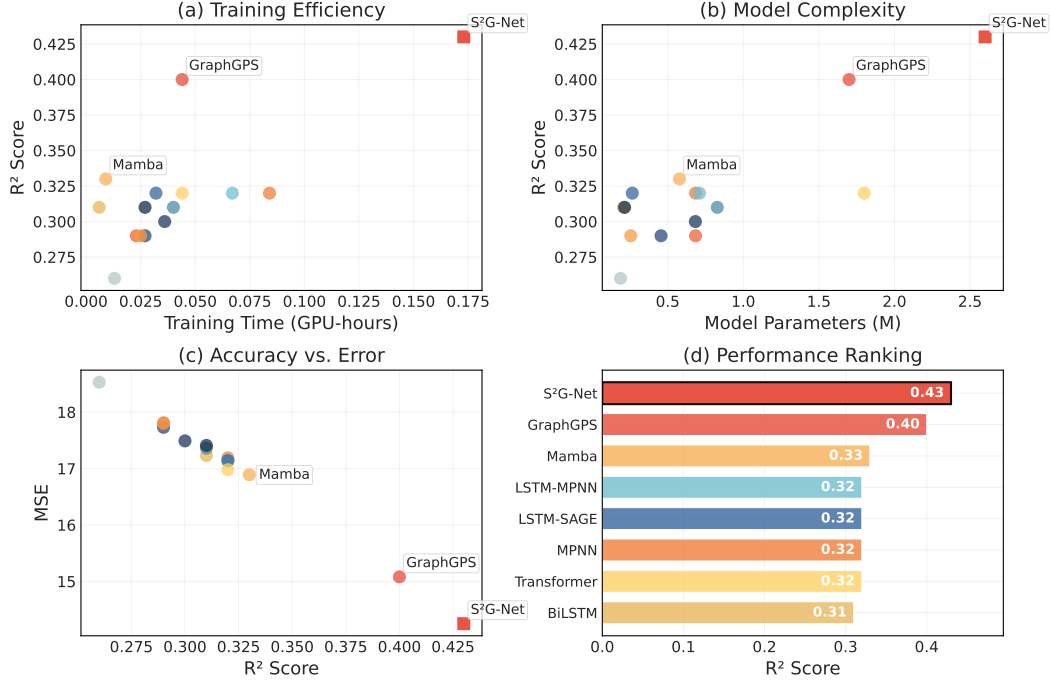 (a) Training Efficiency
S²G-Net
GraphGPS
Mamba
0.425
0.400
0.375
0.350
0.325
0.300
0.275
R² Score
0.000 0.025 0.050 0.075 0.100 0.125 0.150 0.175
Training Time (GPU-hours)
(b) Model Complexity
S²G-Net
GraphGPS
Mamba
0.425
0.400
0.375
0.350
0.325
0.300
0.275
R² Score
0.5 1.0 1.5 2.0 2.5
Model Parameters (M)
(c) Accuracy vs. Error
18
17
16
15
MSE
Mamba
GraphGPS
S²G-Net
0.275 0.300 0.325 0.350 0.375 0.400 0.425
R² Score
(d) Performance Ranking
S²G-Net 0.43
GraphGPS 0.40
Mamba 0.33
LSTM-MPNN 0.32
LSTM-SAGE 0.32
MPNN 0.32
Transformer 0.32
BiLSTM 0.31
0.0 0.1 0.2 0.3 0.4
R² Score